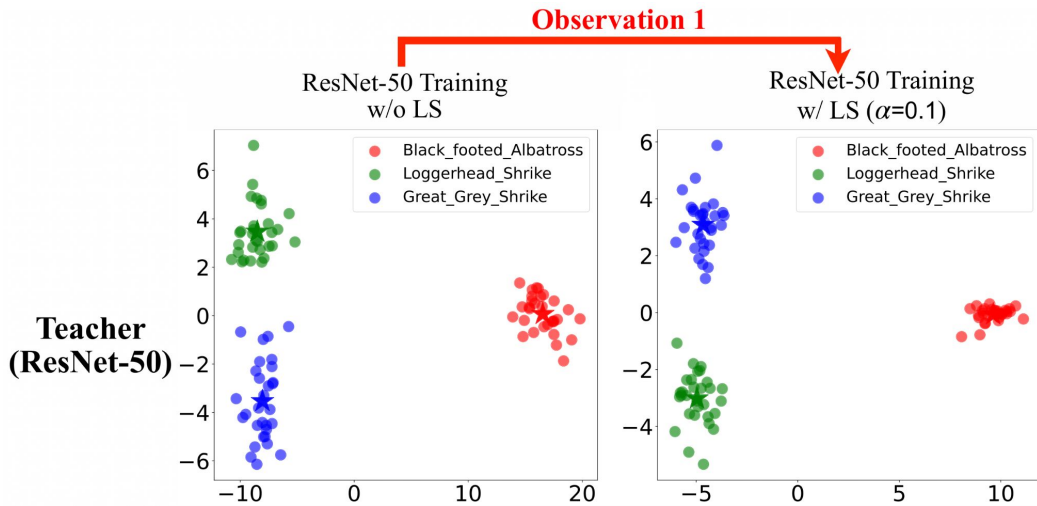 Observation 1
ResNet-50 Training
w/o LS
ResNet-50 Training
w/ LS (α=0.1)
Teacher
(ResNet-50)
Black_footed_Albatross
Loggerhead_Shrike
Great_Grey_Shrike
6
4
2
0
−2
−4
−6
−10
0
10
20
Black_footed_Albatross
Loggerhead_Shrike
Great_Grey_Shrike
6
4
2
0
−2
−4
−5
0
5
10